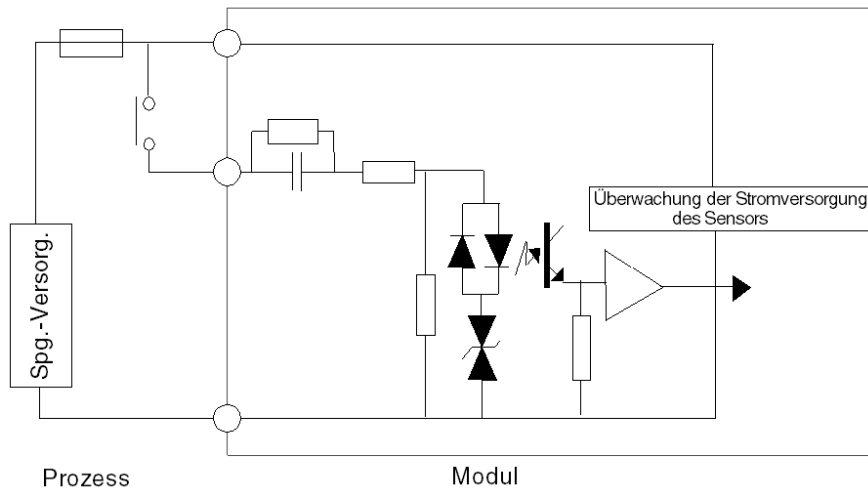 Überwachung der Stromversorgung
des Sensors
Spg.-Versorg.
Prozess
Modul